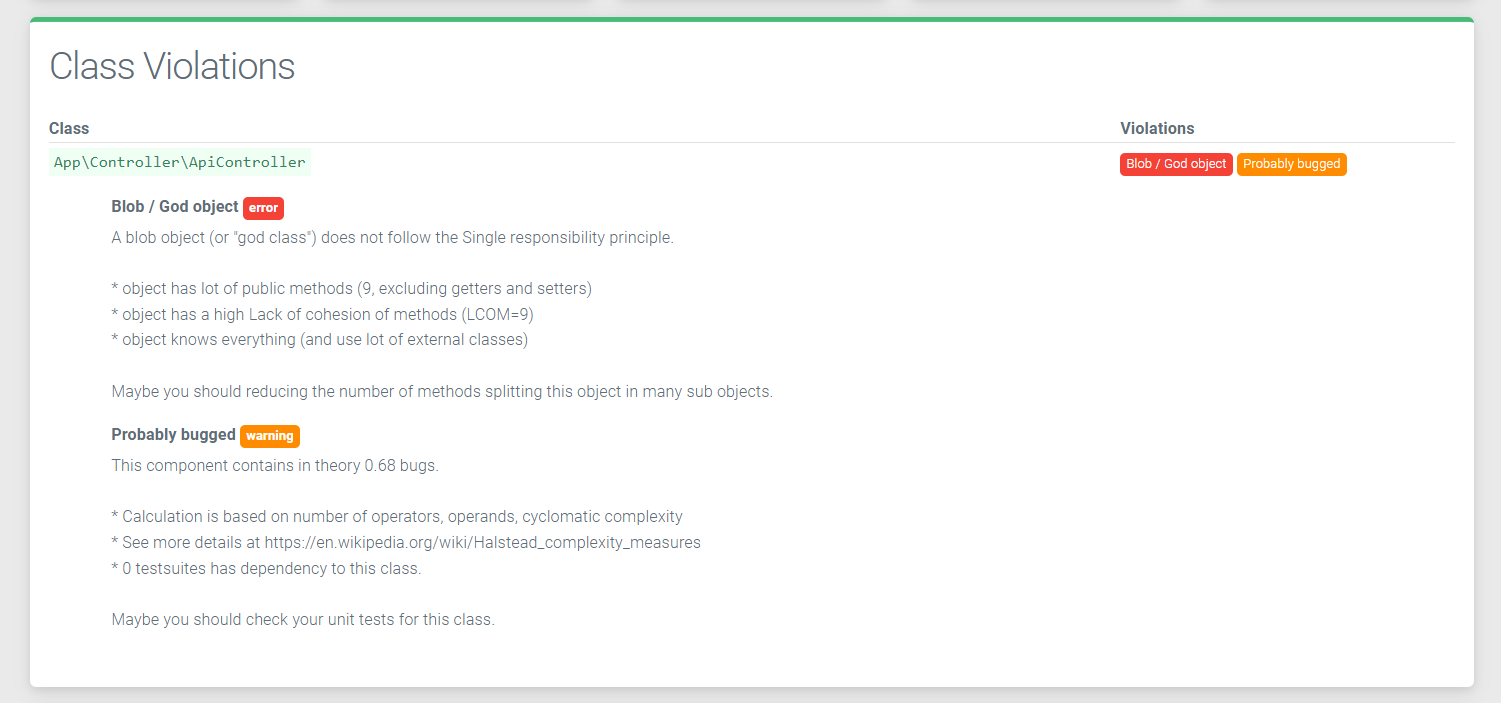 Class Violations
Class Violations
App\Controller\ApiController Blob / God object Probably bugged
Blob / God object error
A blob object (or "god class") does not follow the Single responsibility principle.
* object has lot of public methods (9, excluding getters and setters)
* object has a high Lack of cohesion of methods (LCOM=9)
* object knows everything (and use lot of external classes)
Maybe you should reducing the number of methods splitting this object in many sub objects.
Probably bugged warning
This component contains in theory 0.68 bugs.
* Calculation is based on number of operators, operands, cyclomatic complexity
* See more details at https://en.wikipedia.org/wiki/Halstead_complexity_measures
* 0 testsuites has dependency to this class.
Maybe you should check your unit tests for this class.